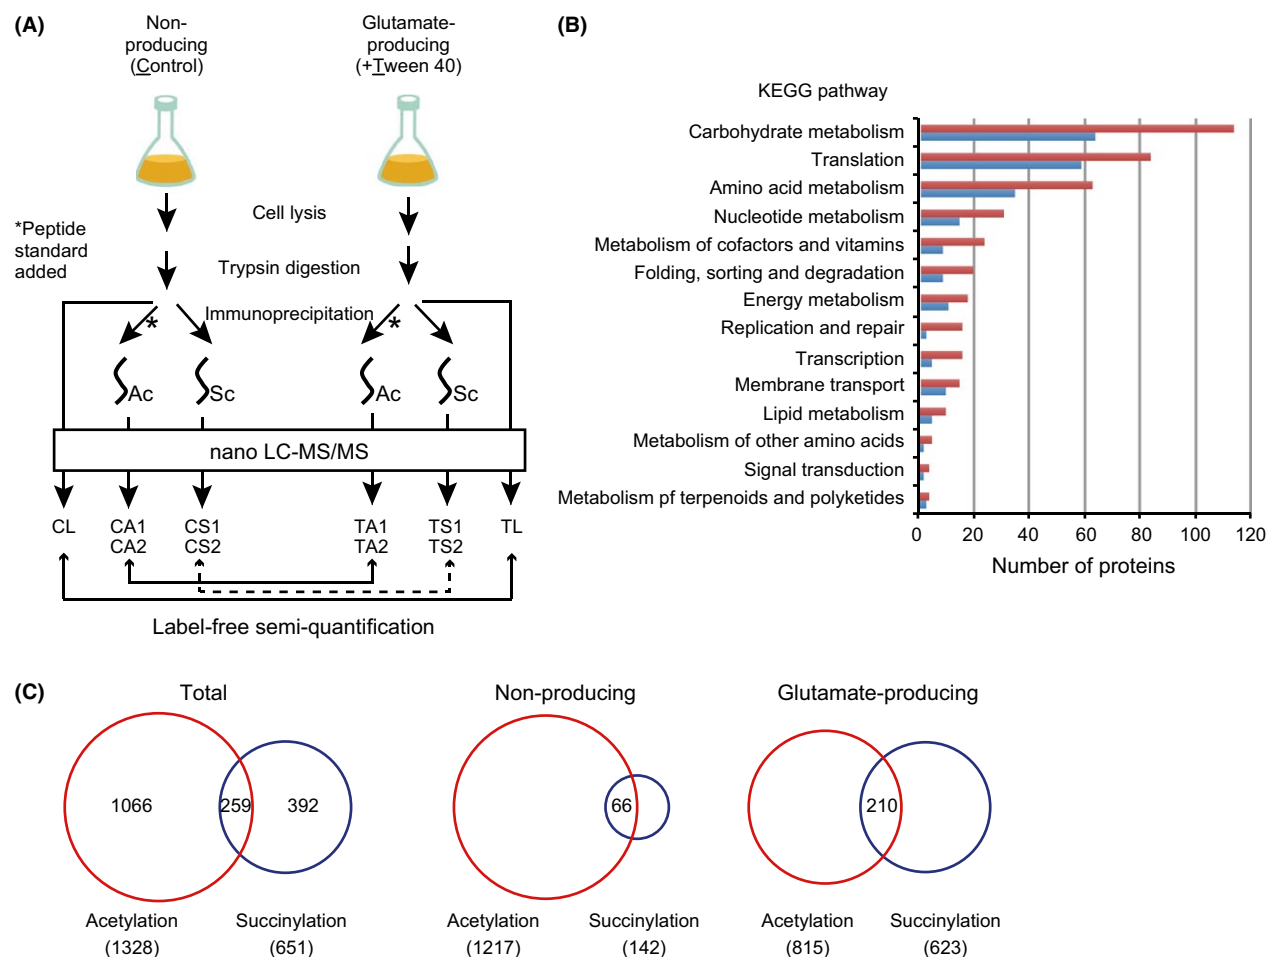 (A)
Non-
producing
(Control)
Glutamate-
producing
(+Tween 40)
Cell lysis
*Peptide
standard
added
Trypsin digestion
Immunoprecipitation
*
*
Ac
Sc
Ac
Sc
nano LC-MS/MS
CL
CA1
CA2
CS1
CS2
TA1
TA2
TS1
TS2
TL
Label-free semi-quantification
(B)
KEGG pathway
Carbohydrate metabolism
Translation
Amino acid metabolism
Nucleotide metabolism
Metabolism of cofactors and vitamins
Folding, sorting and degradation
Energy metabolism
Replication and repair
Transcription
Membrane transport
Lipid metabolism
Metabolism of other amino acids
Signal transduction
Metabolism pf terpenoids and polyketides
0 20 40 60 80 100 120
Number of proteins
(C)
Total
1066
259
392
Acetylation
(1328)
Succinylation
(651)
Non-producing
66
Acetylation
(1217)
Succinylation
(142)
Glutamate-producing
210
Acetylation
(815)
Succinylation
(623)